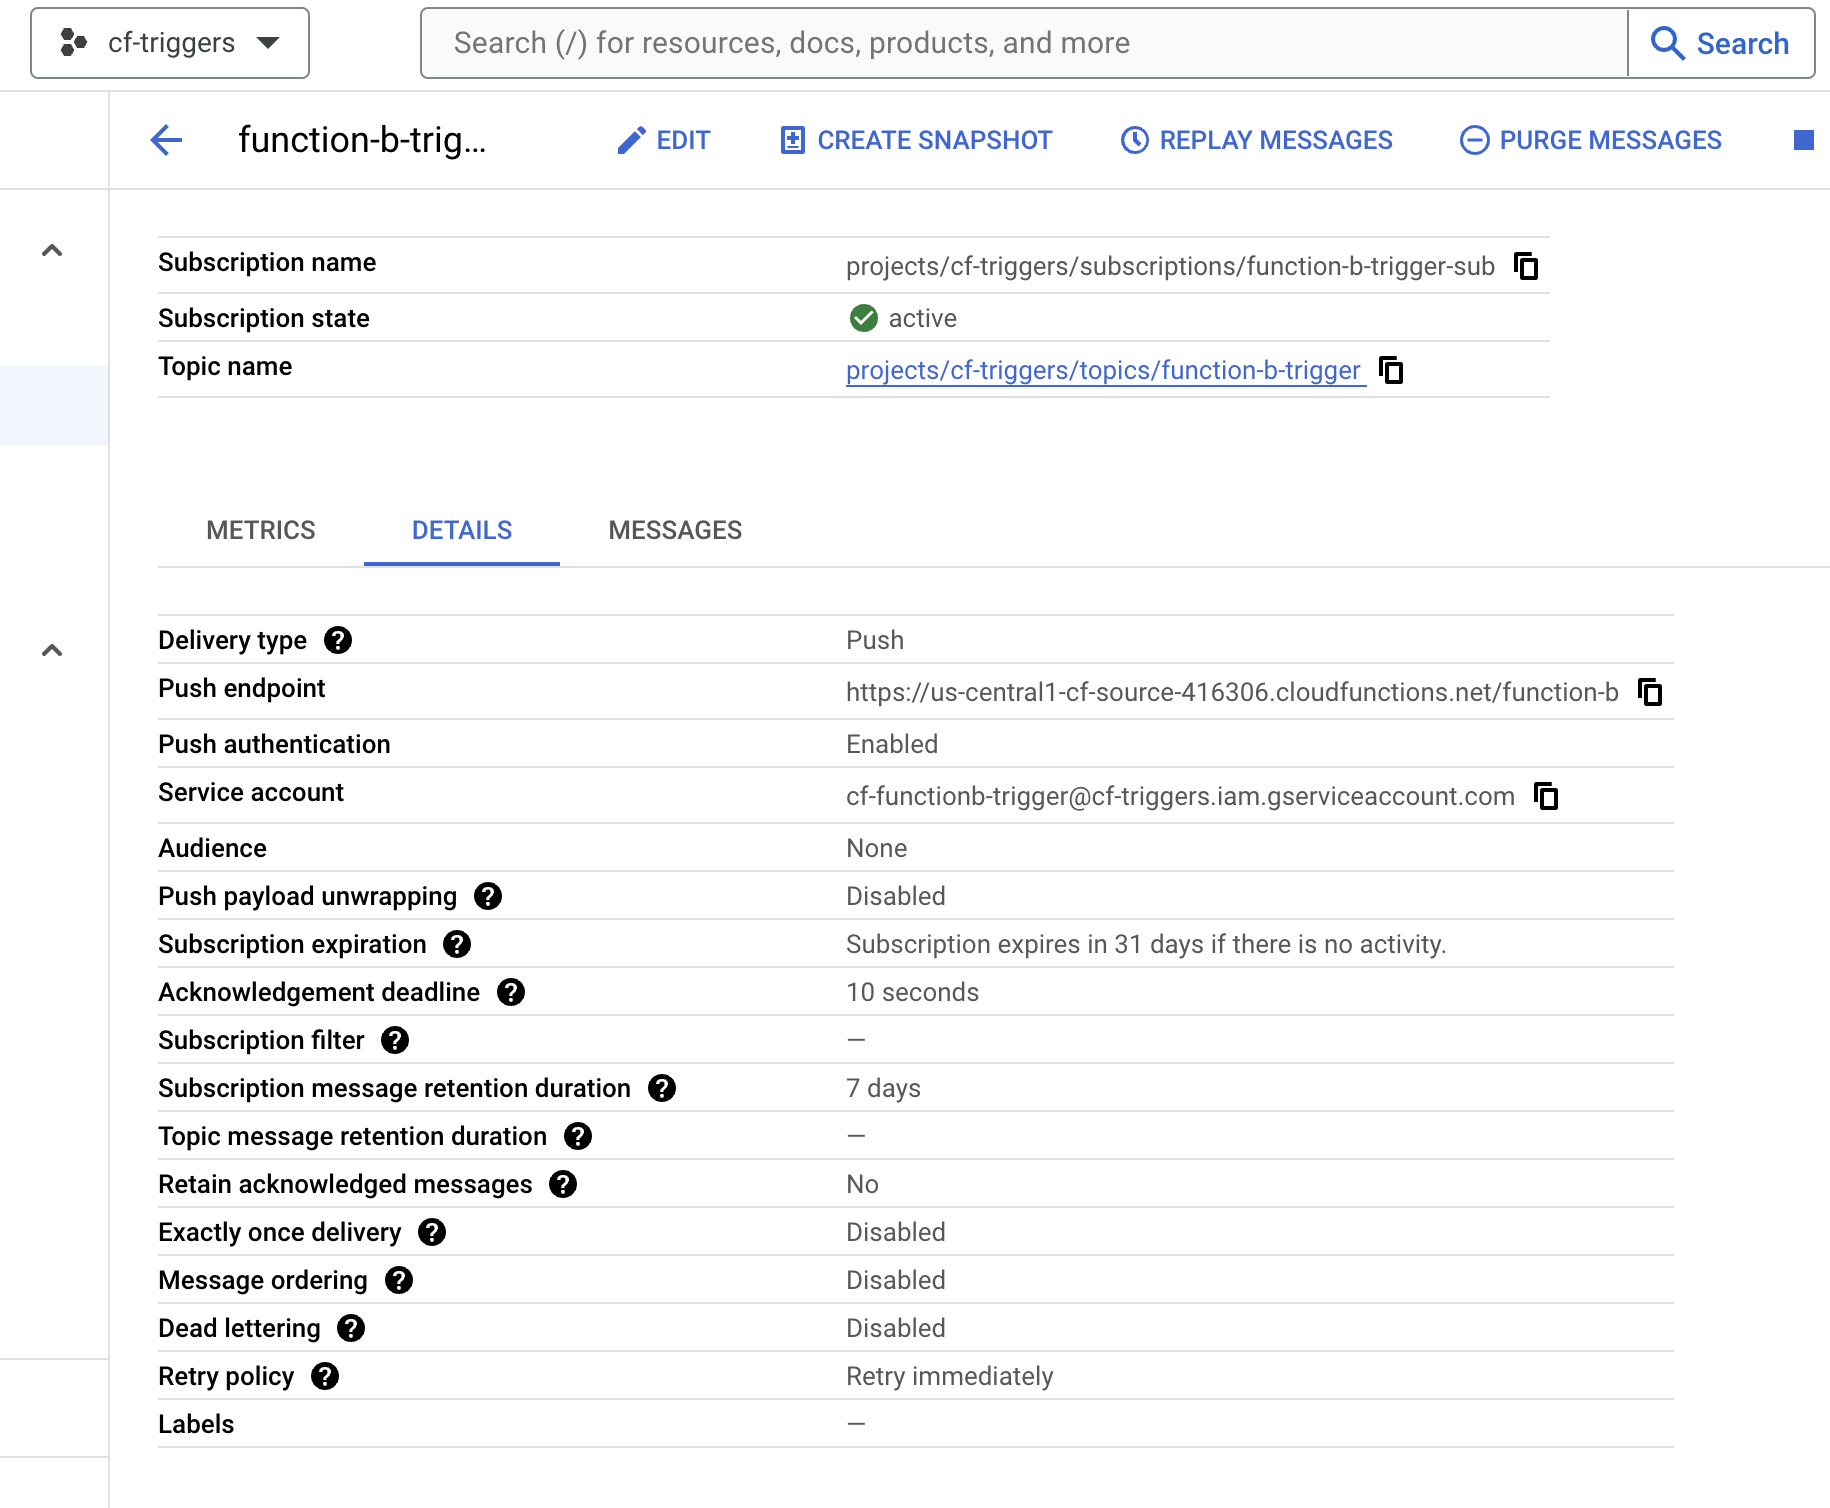 cf-triggers
Search (/) for resources, docs, products, and more
Search
function-b-trig...
EDIT
CREATE SNAPSHOT
REPLAY MESSAGES
PURGE MESSAGES
Subscription name
projects/cf-triggers/subscriptions/function-b-trigger-sub
Subscription state
active
Topic name
projects/cf-triggers/topics/function-b-trigger
METRICS
DETAILS
MESSAGES
Delivery type
Push
Push endpoint
https://us-central1-cf-source-416306.cloudfunctions.net/function-b
Push authentication
Enabled
Service account
cf-functionb-trigger@cf-triggers.iam.gserviceaccount.com
Audience
None
Push payload unwrapping
Disabled
Subscription expiration
Subscription expires in 31 days if there is no activity.
Acknowledgement deadline
10 seconds
Subscription filter
—
Subscription message retention duration
7 days
Topic message retention duration
—
Retain acknowledged messages
No
Exactly once delivery
Disabled
Message ordering
Disabled
Dead lettering
Disabled
Retry policy
Retry immediately
Labels
—